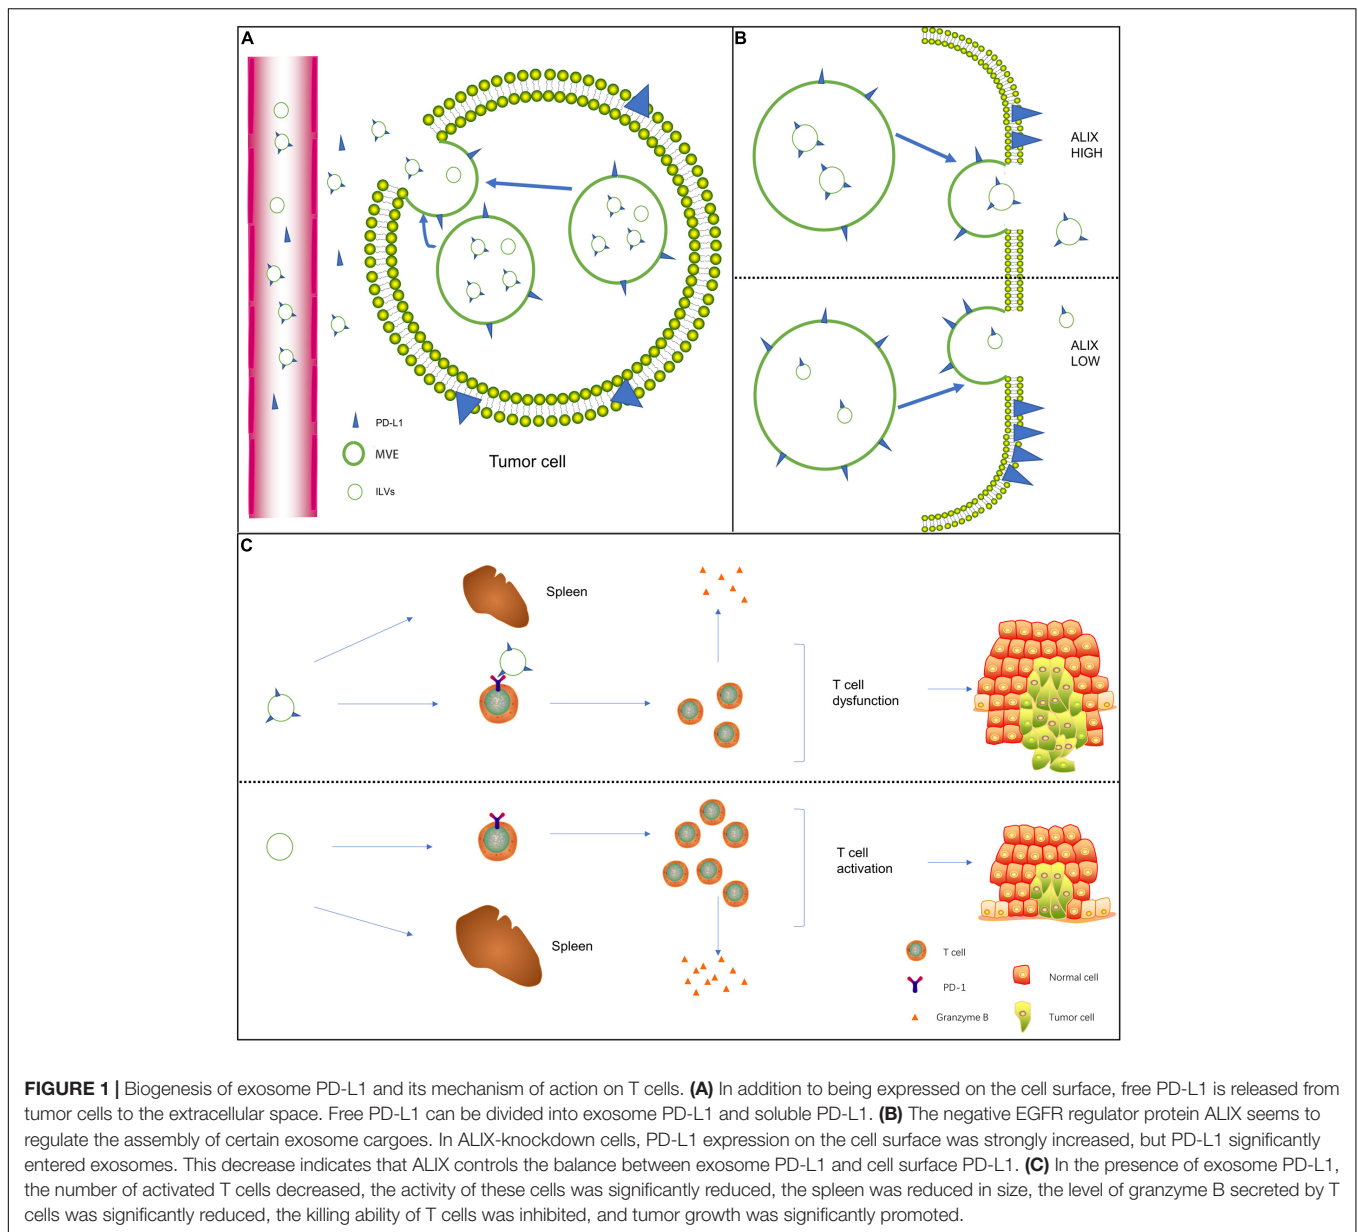 A
PD-L1
MVE
ILVs
Tumor cell
B
ALIX
HIGH
ALIX
LOW
C
Spleen
T cell
dysfunction
T cell
activation
Spleen
T cell
PD-1
Granzyme B
Normal cell
Tumor cell
FIGURE 1 | Biogenesis of exosome PD-L1 and its mechanism of action on T cells. (A) In addition to being expressed on the cell surface, free PD-L1 is released from
tumor cells to the extracellular space. Free PD-L1 can be divided into exosome PD-L1 and soluble PD-L1. (B) The negative EGFR regulator protein ALIX seems to
regulate the assembly of certain exosome cargoes. In ALIX-knockdown cells, PD-L1 expression on the cell surface was strongly increased, but PD-L1 significantly
entered exosomes. This decrease indicates that ALIX controls the balance between exosome PD-L1 and cell surface PD-L1. (C) In the presence of exosome PD-L1,
the number of activated T cells decreased, the activity of these cells was significantly reduced, the spleen was reduced in size, the level of granzyme B secreted by T
cells was significantly reduced, the killing ability of T cells was inhibited, and tumor growth was significantly promoted.